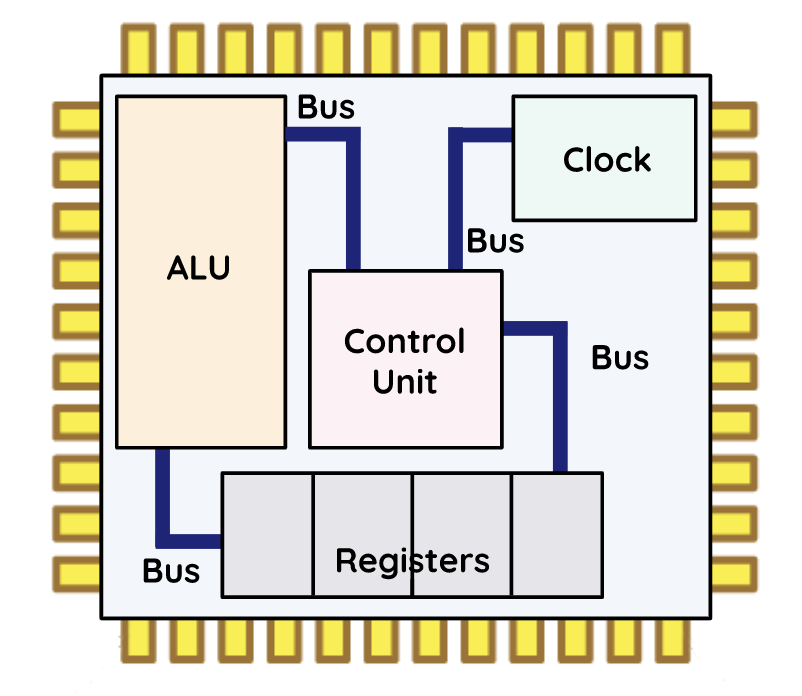 Bus
Clock
Bus
ALU
Control
Unit
Bus
Registers
Bus